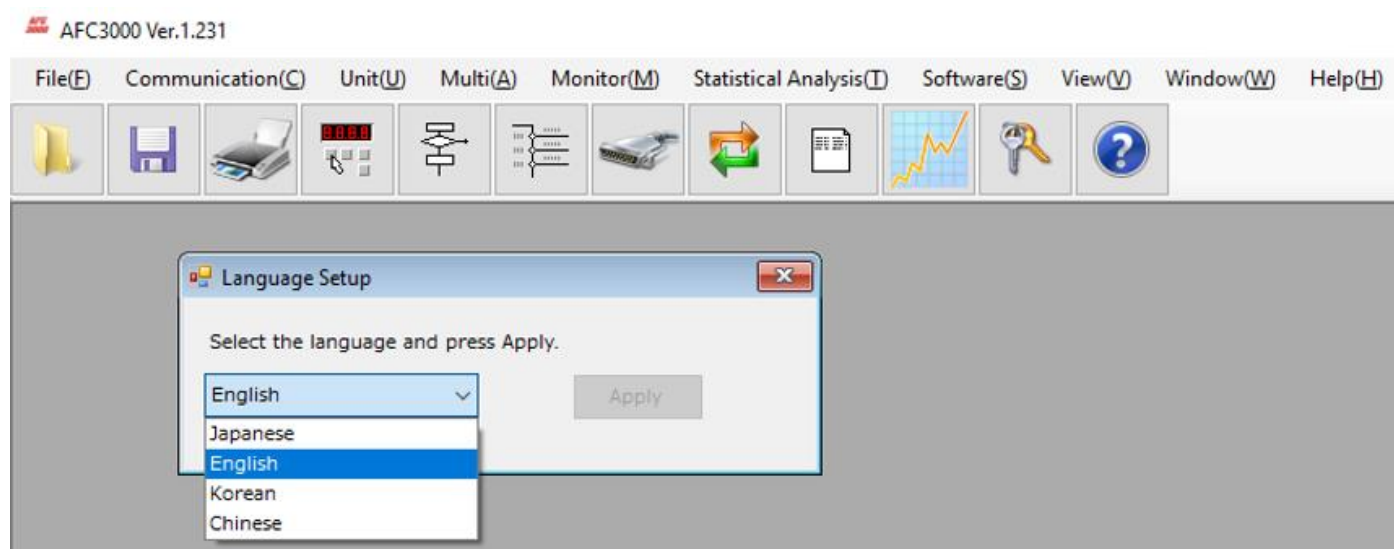 AFC3000 Ver.1.231
File(F) Communication(C) Unit(U) Multi(A) Monitor(M) Statistical Analysis(T) Software(S) View(V) Window(W) Help(H)
Language Setup
Select the language and press Apply.
English Apply
Japanese
English
Korean
Chinese